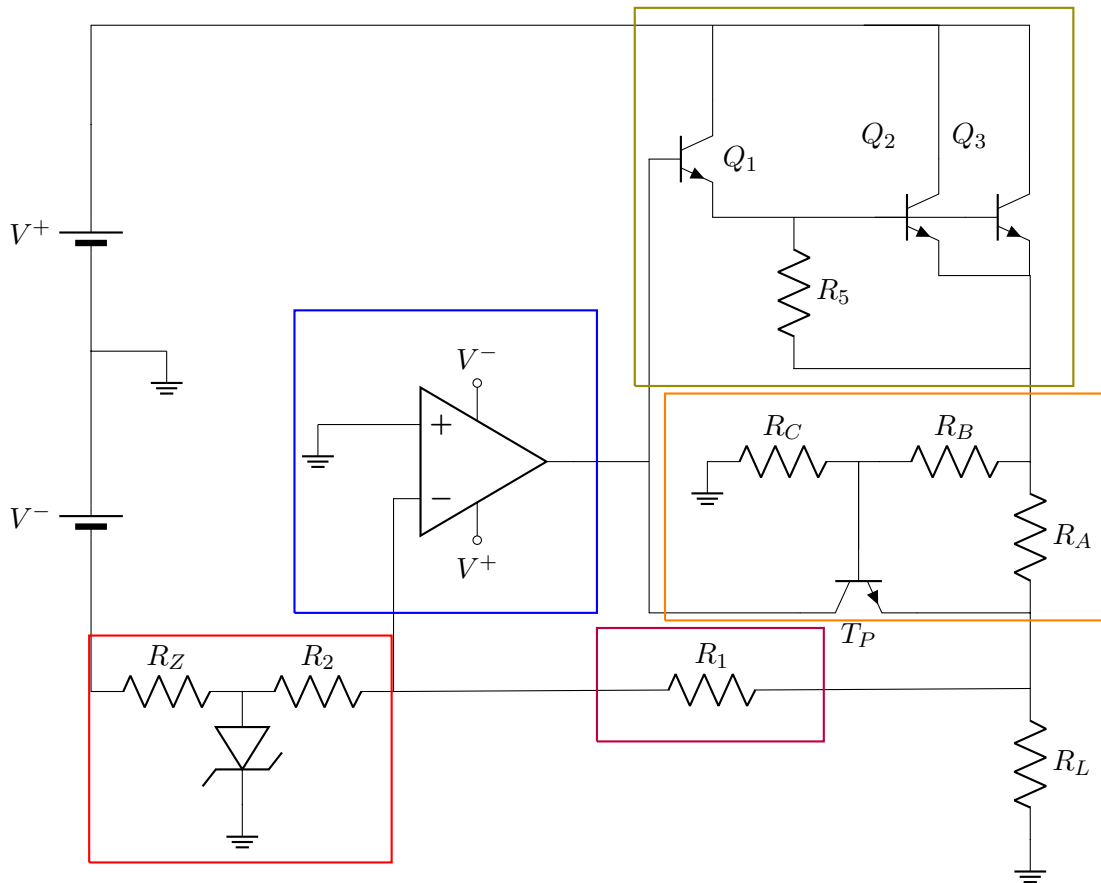 Q₁
Q₂
Q₃
V⁺
R₅
V⁻
+
−
V⁺
R_C
R_B
V⁻
R_A
T_P
R_Z
R₂
R₁
R_L